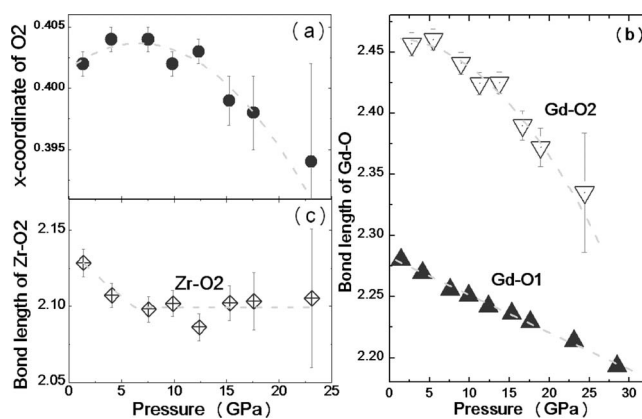 (a)
x-coordinate of O2
0.405
0.400
0.395
(c)
Bond length of Zr-O2
2.15
2.10
2.05
Zr-O2
0 5 10 15 20 25
Pressure (GPa)
(b)
Bond length of Gd-O
2.45
2.40
2.35
2.30
2.25
2.20
Gd-O2
Gd-O1
0 5 10 15 20 25 30
Pressure (GPa)